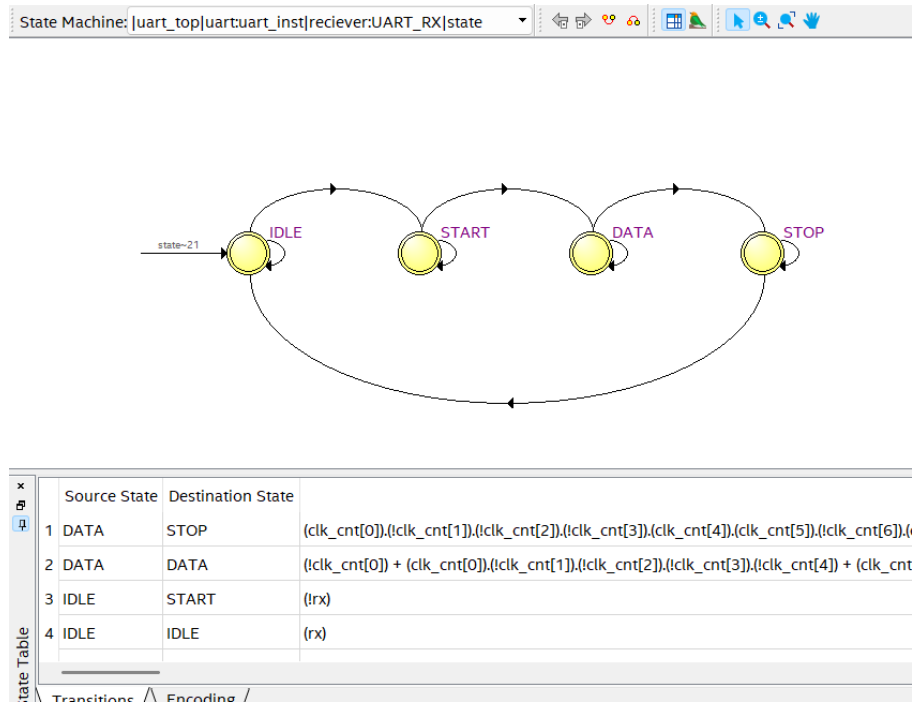 State Machine: |uart_top|uart:uart_inst|reciever:UART_RX|state
IDLE START DATA STOP
state~21
Source State Destination State
1 DATA STOP (clk_cnt[0]).(!clk_cnt[1]).(!clk_cnt[2]).(!clk_cnt[3]).(clk_cnt[4]).(clk_cnt[5]).(!clk_cnt[6]).(
2 DATA DATA (!clk_cnt[0]) + (clk_cnt[0]).(!clk_cnt[1]).(!clk_cnt[2]).(!clk_cnt[3]).(!clk_cnt[4]) + (clk_cnt
3 IDLE START (!rx)
4 IDLE IDLE (rx)
State Table
Transitions Encoding